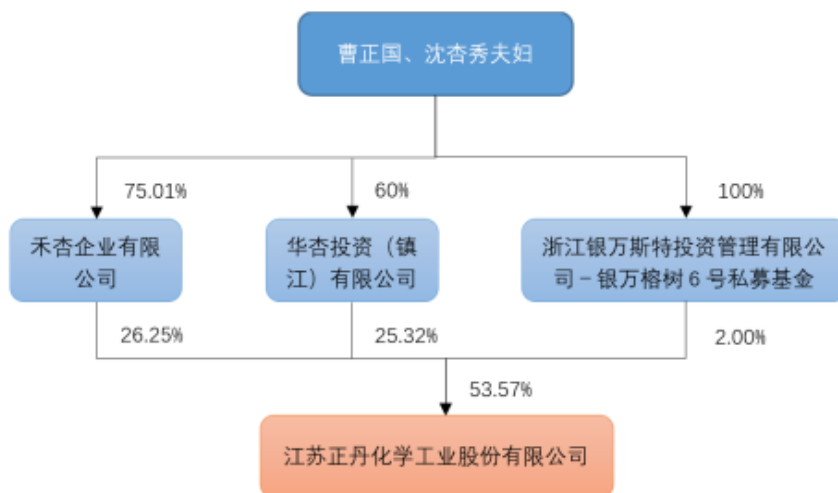 曹正国、沈杏秀夫妇
75.01%
60%
100%
禾杏企业有限
公司
华杏投资（镇
江）有限公司
浙江银万斯特投资管理有限公
司－银万榕树 6 号私募基金
26.25%
25.32%
2.00%
53.57%
江苏正丹化学工业股份有限公司